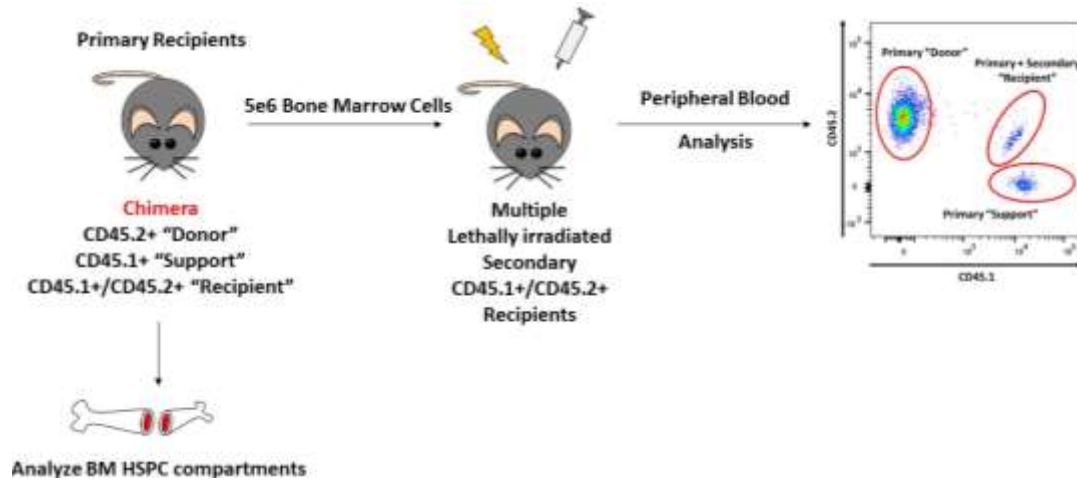 Primary Recipients
5e6 Bone Marrow Cells
Peripheral Blood
Analysis
Chimera
CD45.2+ “Donor”
CD45.1+ “Support”
CD45.1+/CD45.2+ “Recipient”
Multiple
Lethally irradiated
Secondary
CD45.1+/CD45.2+
Recipients
Primary “Donor”
Primary + Secondary
“Recipient”
Primary “Support”
CD45.2
CD45.1
Analyze BM HSPC compartments